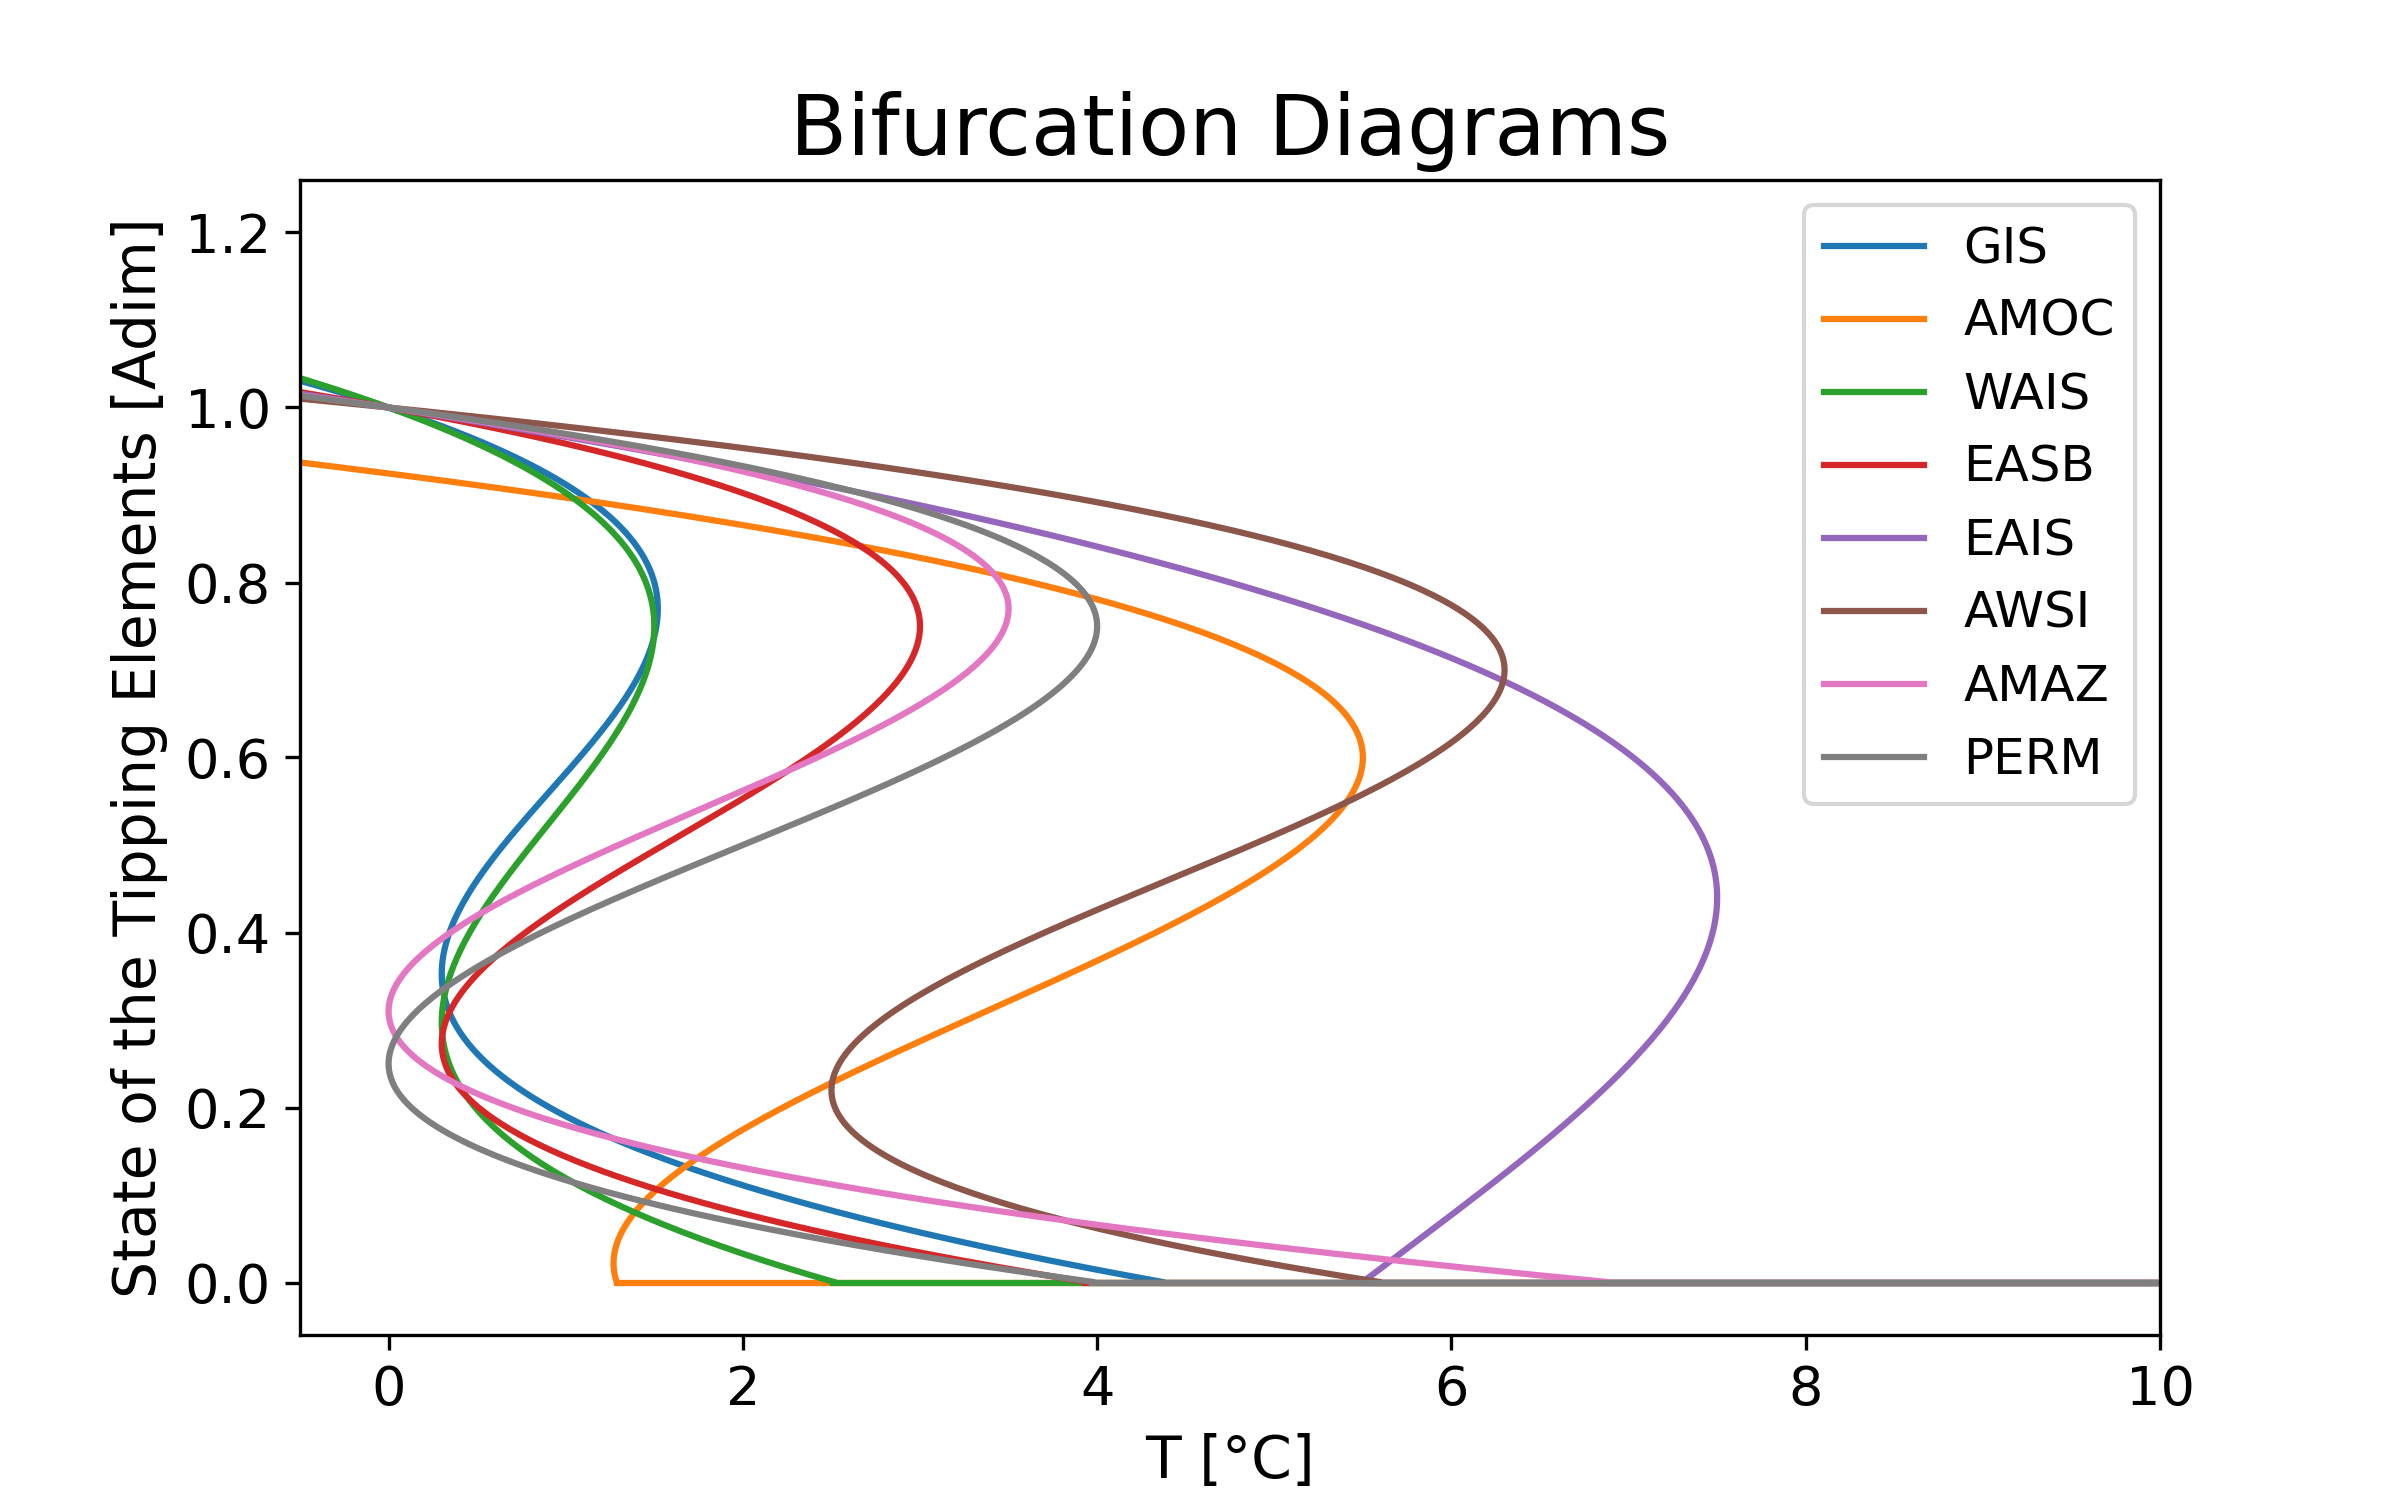 Bifurcation Diagrams
State of the Tipping Elements [Adim]
1.2
1.0
0.8
0.6
0.4
0.2
0.0
GIS
AMOC
WAIS
EASB
EAIS
AWSI
AMAZ
PERM
0 2 4 6 8 10
T [°C]